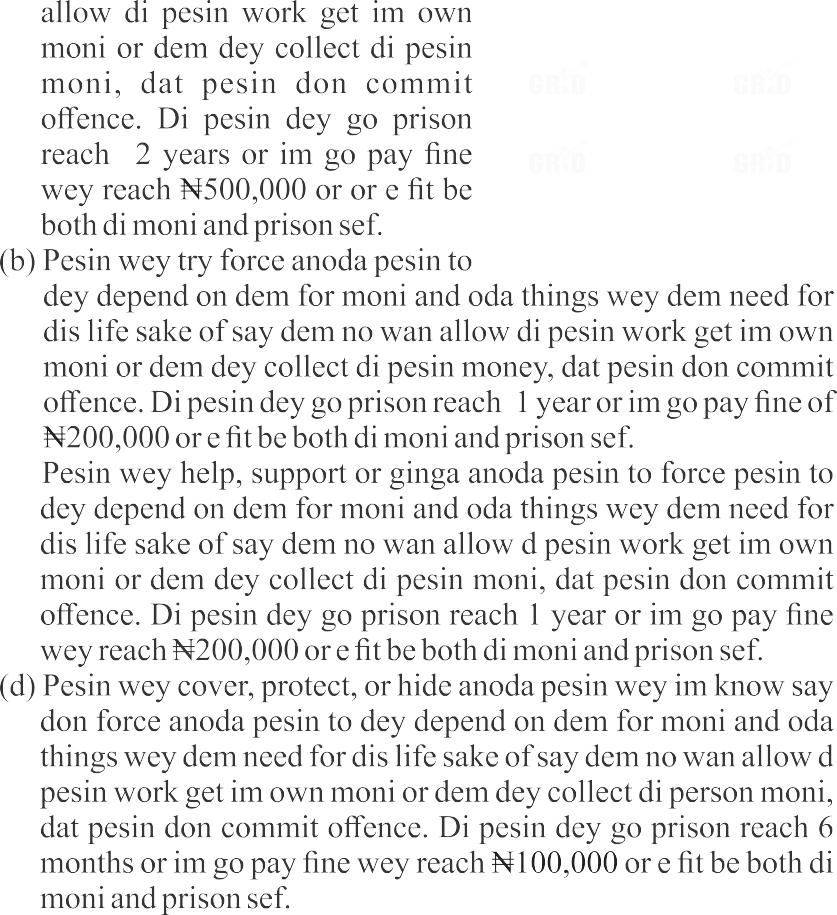 allow di pesin work get im own
moni or dem dey collect di pesin
moni, dat pesin don commit
offence. Di pesin dey go prison
reach 2 years or im go pay fine
wey reach ₦500,000 or or e fit be
both di moni and prison sef.
(b) Pesin wey try force anoda pesin to
dey depend on dem for moni and oda things wey dem need for
dis life sake of say dem no wan allow di pesin work get im own
moni or dem dey collect di pesin money, dat pesin don commit
offence. Di pesin dey go prison reach 1 year or im go pay fine of
₦200,000 or e fit be both di moni and prison sef.
Pesin wey help, support or ginga anoda pesin to force pesin to
dey depend on dem for moni and oda things wey dem need for
dis life sake of say dem no wan allow d pesin work get im own
moni or dem dey collect di pesin moni, dat pesin don commit
offence. Di pesin dey go prison reach 1 year or im go pay fine
wey reach ₦200,000 or e fit be both di moni and prison sef.
(d) Pesin wey cover, protect, or hide anoda pesin wey im know say
don force anoda pesin to dey depend on dem for moni and oda
things wey dem need for dis life sake of say dem no wan allow d
pesin work get im own moni or dem dey collect di person moni,
dat pesin don commit offence. Di pesin dey go prison reach 6
months or im go pay fine wey reach ₦100,000 or e fit be both di
moni and prison sef.
GRID GRID
GRID GRID